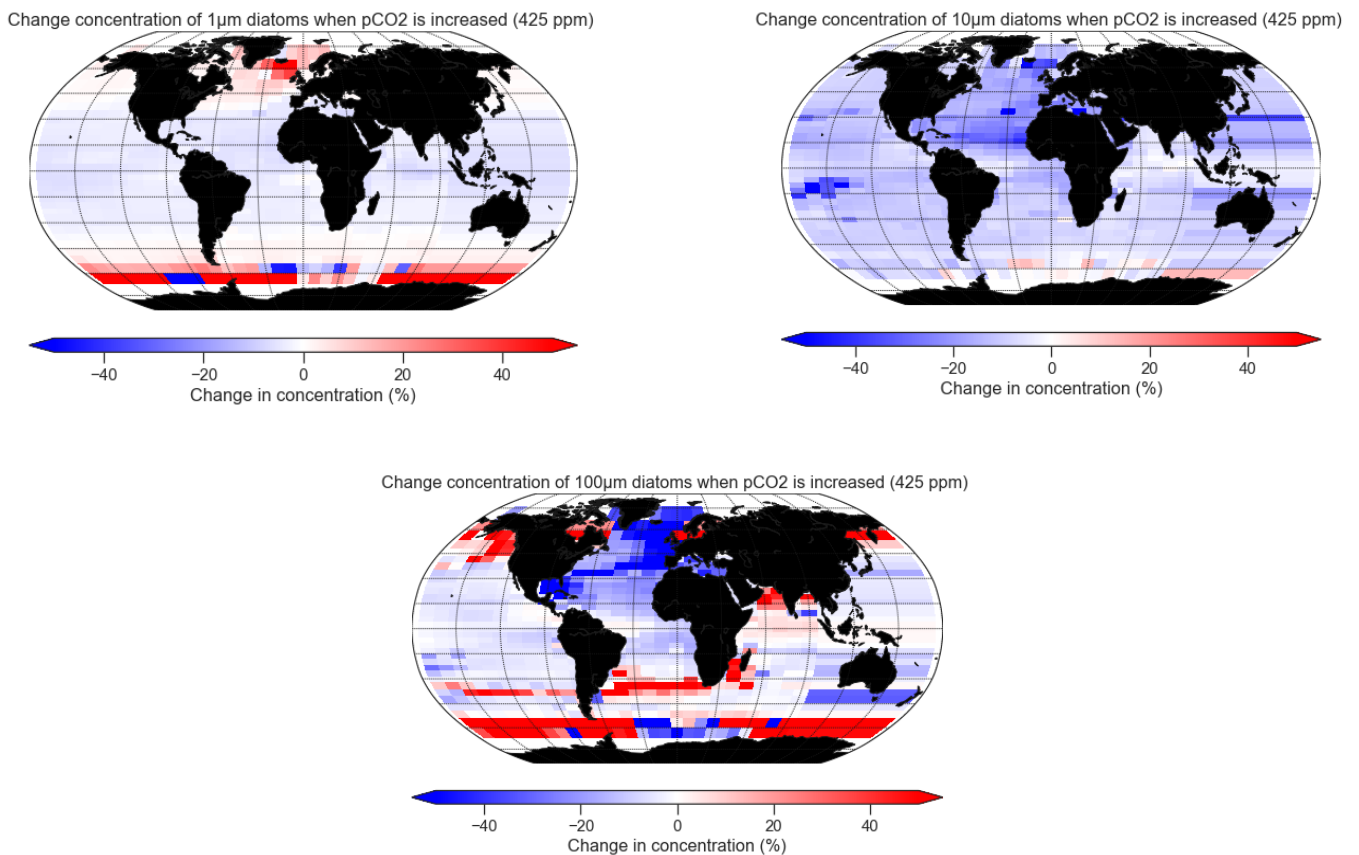 Change concentration of 1μm diatoms when pCO2 is increased (425 ppm)
−40 −20 0 20 40
Change in concentration (%)
Change concentration of 10μm diatoms when pCO2 is increased (425 ppm)
−40 −20 0 20 40
Change in concentration (%)
Change concentration of 100μm diatoms when pCO2 is increased (425 ppm)
−40 −20 0 20 40
Change in concentration (%)